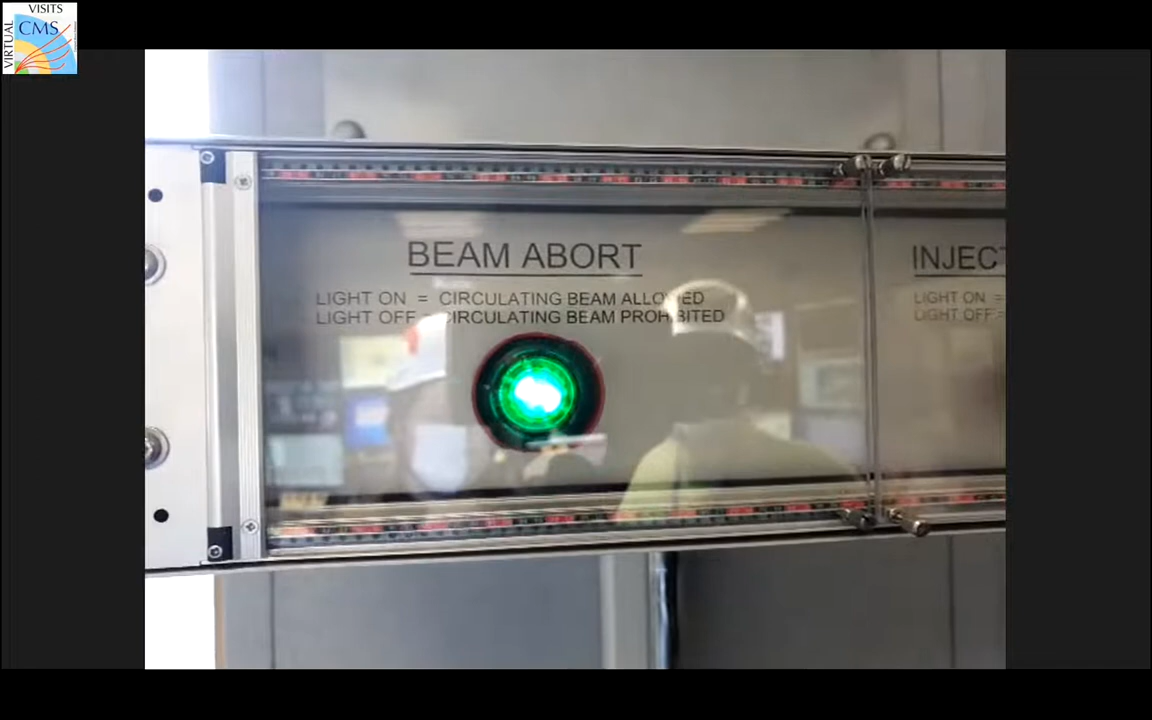 VISITS
CMS
VIRTUAL
BEAM ABORT
LIGHT ON = CIRCULATING BEAM ALLOWED
LIGHT OFF = CIRCULATING BEAM PROHIBITED
INJECT
LIGHT ON =
LIGHT OFF =